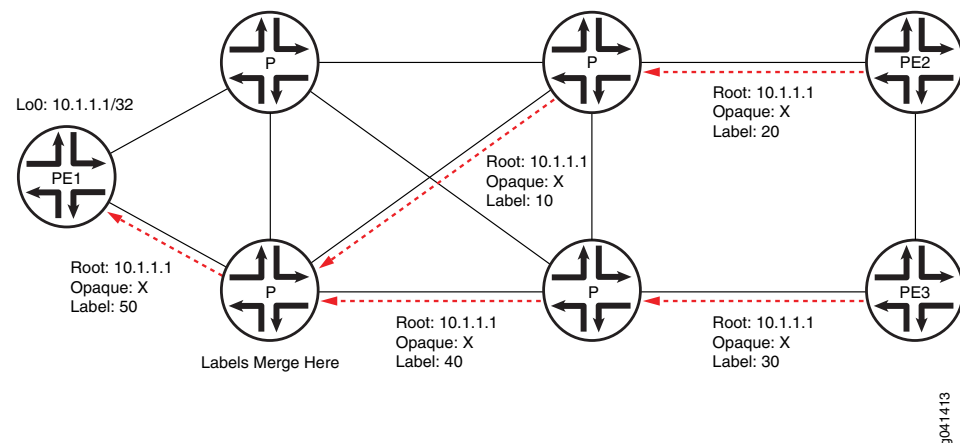 P
P
PE2
Lo0: 10.1.1.1/32
Root: 10.1.1.1
Opaque: X
Label: 20
PE1
Root: 10.1.1.1
Opaque: X
Label: 10
Root: 10.1.1.1
Opaque: X
Label: 50
P
P
PE3
Labels Merge Here
Root: 10.1.1.1
Opaque: X
Label: 40
Root: 10.1.1.1
Opaque: X
Label: 30
g041413